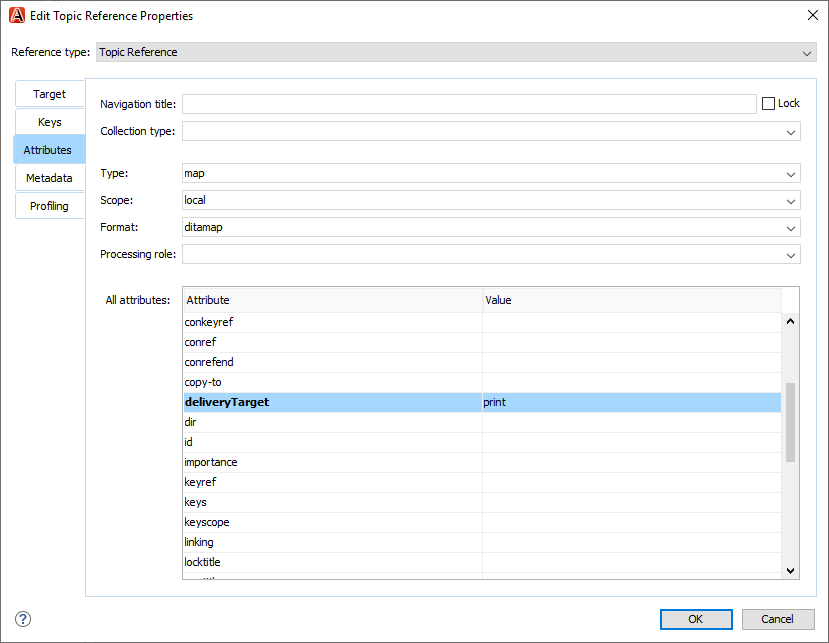 Edit Topic Reference Properties
Reference type: Topic Reference
Target
Keys
Attributes
Metadata
Profiling
Navigation title: Lock
Collection type:
Type: map
Scope: local
Format: ditamap
Processing role:
All attributes: Attribute Value
conkeyref
conref
conrefend
copy-to
deliveryTarget print
dir
id
importance
keyref
keys
keyscope
linking
locktitle
? OK Cancel